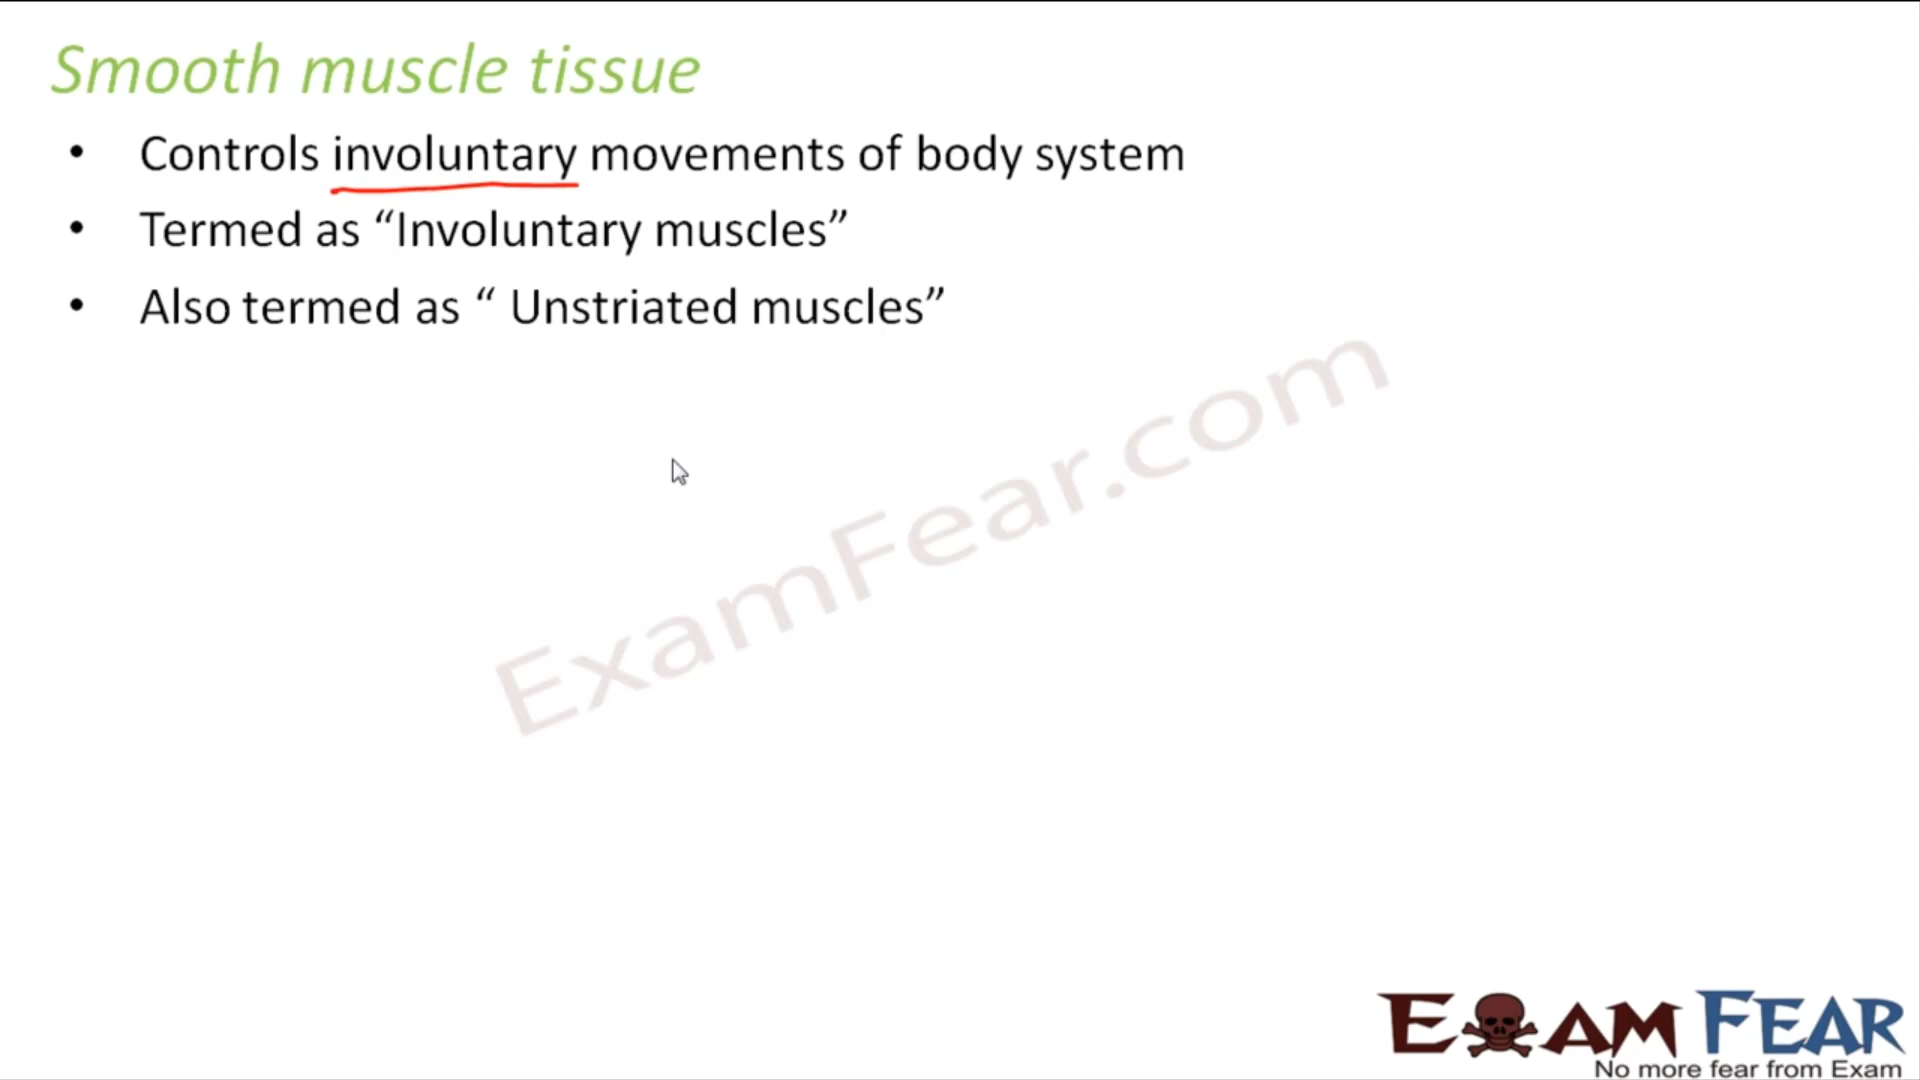 Smooth muscle tissue
• Controls involuntary movements of body system
• Termed as “Involuntary muscles”
• Also termed as “ Unstriated muscles”
ExamFear.com
EXAM FEAR
No more fear from Exam